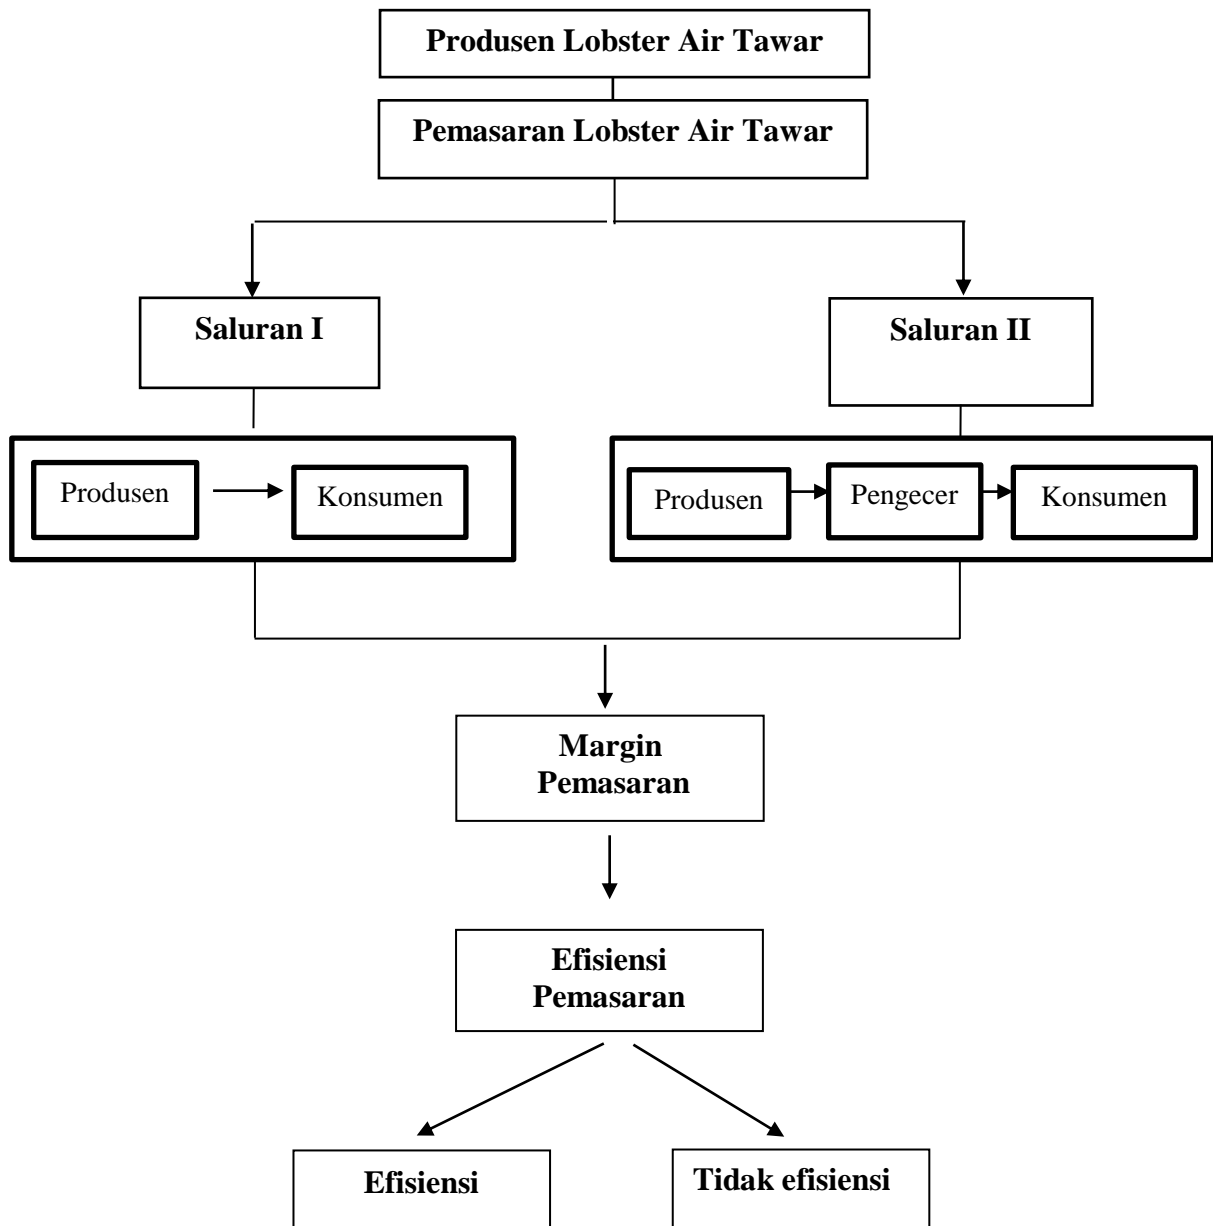 Produsen Lobster Air Tawar
Pemasaran Lobster Air Tawar
Saluran I
Saluran II
Produsen
Konsumen
Produsen
Pengecer
Konsumen
Margin
Pemasaran
Efisiensi
Pemasaran
Efisiensi
Tidak efisiensi